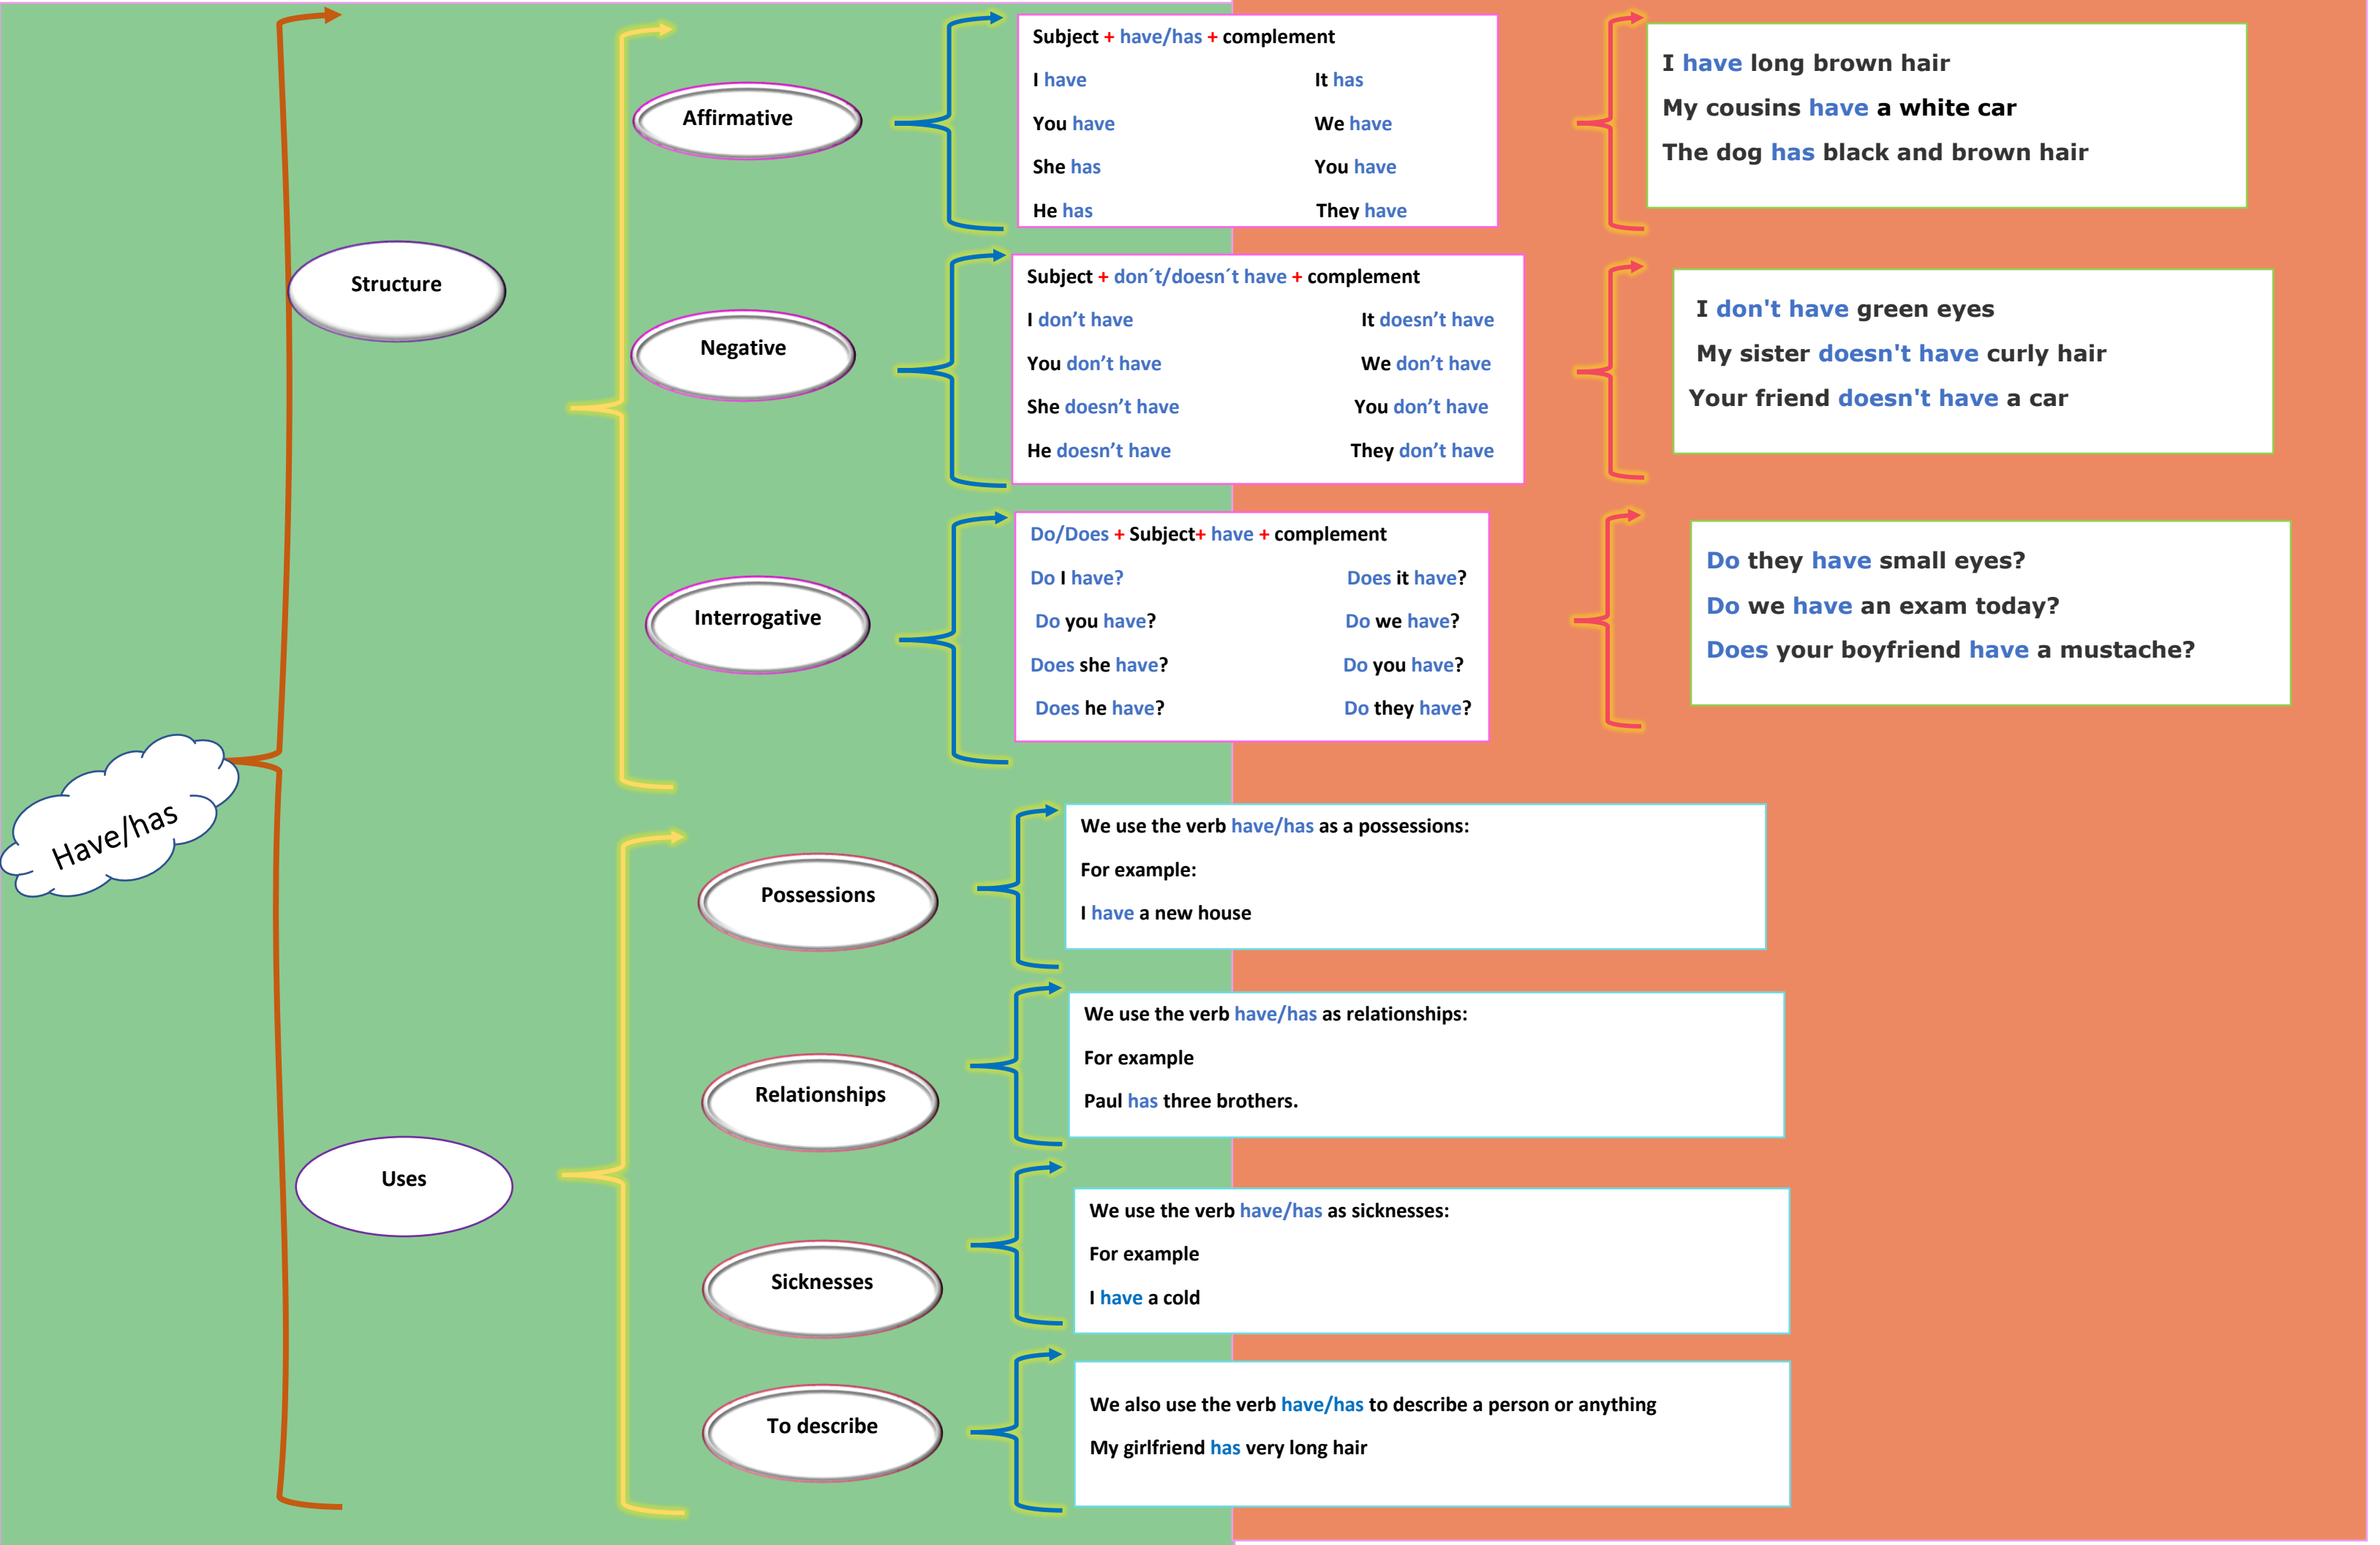 Have/has
Structure
Affirmative
Subject + have/has + complement
I have It has
You have We have
She has You have
He has They have
I have long brown hair
My cousins have a white car
The dog has black and brown hair
Negative
Subject + don´t/doesn´t have + complement
I don’t have It doesn’t have
You don’t have We don’t have
She doesn’t have You don’t have
He doesn’t have They don’t have
I don't have green eyes
My sister doesn't have curly hair
Your friend doesn't have a car
Interrogative
Do/Does + Subject+ have + complement
Do I have? Does it have?
Do you have? Do we have?
Does she have? Do you have?
Does he have? Do they have?
Do they have small eyes?
Do we have an exam today?
Does your boyfriend have a mustache?
Uses
Possessions
We use the verb have/has as a possessions:
For example:
I have a new house
Relationships
We use the verb have/has as relationships:
For example
Paul has three brothers.
Sicknesses
We use the verb have/has as sicknesses:
For example
I have a cold
To describe
We also use the verb have/has to describe a person or anything
My girlfriend has very long hair